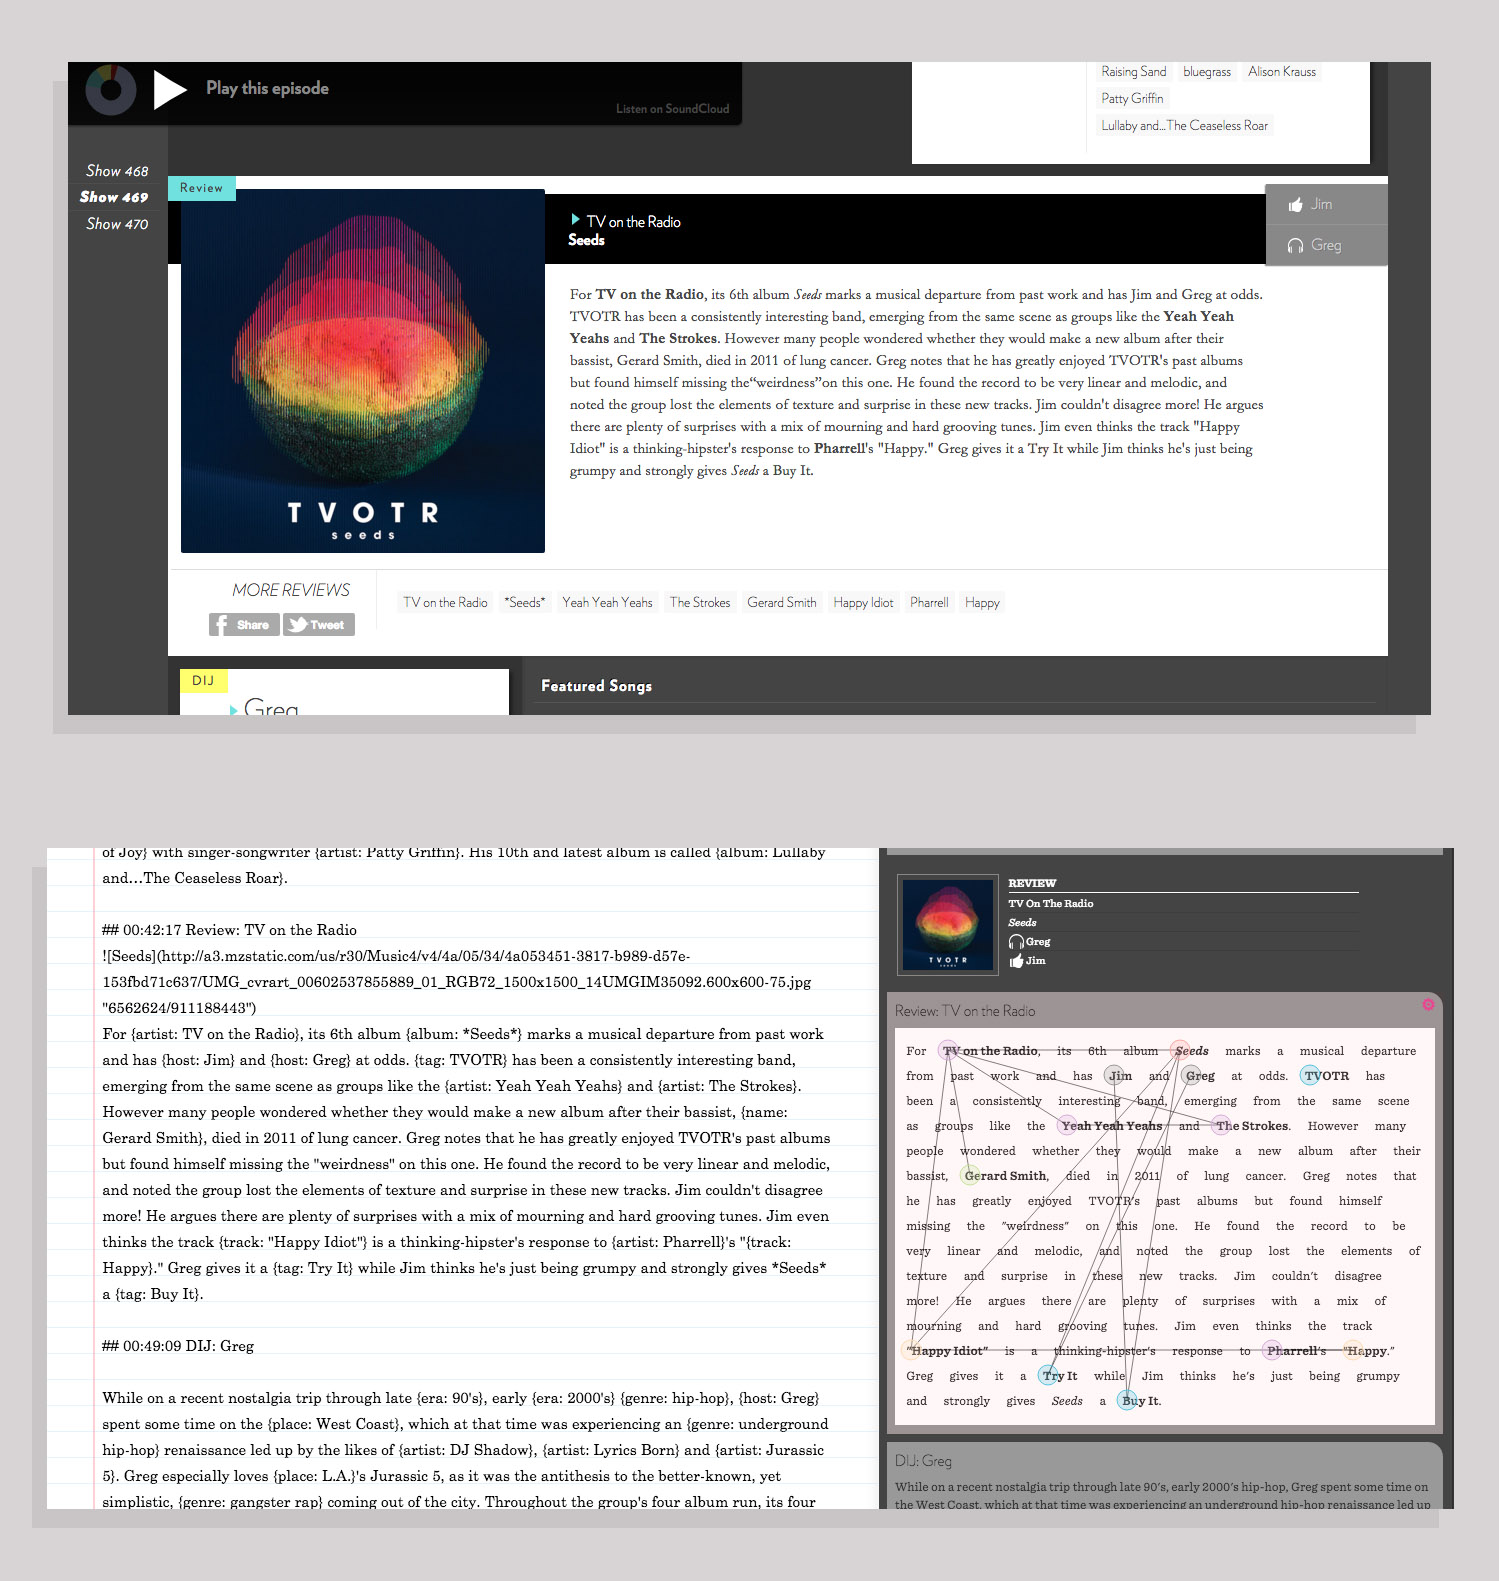 Play this episode
Listen on SoundCloud
Raising Sand bluegrass Alison Krauss
Patty Griffin
Lullaby and...The Ceaseless Roar
Show 468
Show 469
Show 470
Review
TV on the Radio
Seeds
Jim
Greg
For TV on the Radio, its 6th album Seeds marks a musical departure from past work and has Jim and Greg at odds.
TVOTR has been a consistently interesting band, emerging from the same scene as groups like the Yeah Yeah
Yeahs and The Strokes. However many people wondered whether they would make a new album after their
bassist, Gerard Smith, died in 2011 of lung cancer. Greg notes that he has greatly enjoyed TVOTR's past albums
but found himself missing the“weirdness”on this one. He found the record to be very linear and melodic, and
noted the group lost the elements of texture and surprise in these new tracks. Jim couldn't disagree more! He argues
there are plenty of surprises with a mix of mourning and hard grooving tunes. Jim even thinks the track "Happy
Idiot" is a thinking-hipster's response to Pharrell's "Happy." Greg gives it a Try It while Jim thinks he's just being
grumpy and strongly gives Seeds a Buy It.
TVOTR
seeds
MORE REVIEWS
Share Tweet
TV on the Radio *Seeds* Yeah Yeah Yeahs The Strokes Gerard Smith Happy Idiot Pharrell Happy
DIJ
Greg
Featured Songs
of Joy} with singer-songwriter {artist: Patty Griffin}. His 10th and latest album is called {album: Lullaby
and...The Ceaseless Roar}.
## 00:42:17 Review: TV on the Radio
![Seeds](http://a3.mzstatic.com/us/r30/Music4/v4/4a/05/34/4a053451-3817-b989-d57e-
153fbd71c637/UMG_cvrart_00602537855889_01_RGB72_1500x1500_14UMGIM35092.600x600-75.jpg
"6562624/911188443")
For {artist: TV on the Radio}, its 6th album {album: *Seeds*} marks a musical departure from past work
and has {host: Jim} and {host: Greg} at odds. {tag: TVOTR} has been a consistently interesting band,
emerging from the same scene as groups like the {artist: Yeah Yeah Yeahs} and {artist: The Strokes}.
However many people wondered whether they would make a new album after their bassist, {name:
Gerard Smith}, died in 2011 of lung cancer. Greg notes that he has greatly enjoyed TVOTR's past albums
but found himself missing the "weirdness" on this one. He found the record to be very linear and melodic,
and noted the group lost the elements of texture and surprise in these new tracks. Jim couldn't disagree
more! He argues there are plenty of surprises with a mix of mourning and hard grooving tunes. Jim even
thinks the track {track: "Happy Idiot"} is a thinking-hipster's response to {artist: Pharrell}'s "{track:
Happy}." Greg gives it a {tag: Try It} while Jim thinks he's just being grumpy and strongly gives *Seeds*
a {tag: Buy It}.
## 00:49:09 DIJ: Greg
While on a recent nostalgia trip through late {era: 90's}, early {era: 2000's} {genre: hip-hop}, {host: Greg}
spent some time on the {place: West Coast}, which at that time was experiencing an {genre: underground
hip-hop} renaissance led up by the likes of {artist: DJ Shadow}, {artist: Lyrics Born} and {artist: Jurassic
5}. Greg especially loves {place: L.A.}'s Jurassic 5, as it was the antithesis to the better-known, yet
simplistic, {genre: gangster rap} coming out of the city. Throughout the group's four album run, its four
TVOTR
seeds
REVIEW
TV On The Radio
Seeds
Greg
Jim
Review: TV on the Radio
For TV on the Radio, its 6th album Seeds marks a musical departure
from past work and has Jim and Greg at odds. TVOTR has
been a consistently interesting band, emerging from the same scene
as groups like the Yeah Yeah Yeahs and The Strokes. However many
people wondered whether they would make a new album after their
bassist, Gerard Smith, died in 2011 of lung cancer. Greg notes that
he has greatly enjoyed TVOTR's past albums but found himself
missing the "weirdness" on this one. He found the record to be
very linear and melodic, and noted the group lost the elements of
texture and surprise in these new tracks. Jim couldn't disagree
more! He argues there are plenty of surprises with a mix of
mourning and hard grooving tunes. Jim even thinks the track
"Happy Idiot" is a thinking-hipster's response to Pharrell's "Happy."
Greg gives it a Try It while Jim thinks he's just being grumpy
and strongly gives Seeds a Buy It.
DIJ: Greg
While on a recent nostalgia trip through late 90's, early 2000's hip-hop, Greg spent some time on
the West Coast, which at that time was experiencing an underground hip-hop renaissance led up